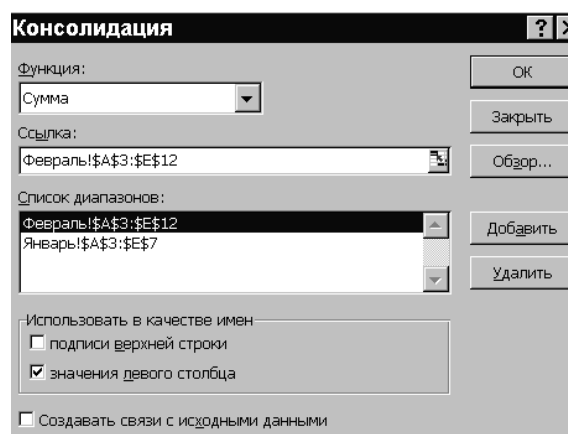 Консолидация
Функция:
Сумма
Ссылка:
Февраль!$A$3:$E$12
Список диапазонов:
Февраль!$A$3:$E$12
Январь!$A$3:$E$7
Использовать в качестве имен
подписи верхней строки
значения левого столбца
Создавать связи с исходными данными
ОК
Закрыть
Обзор...
Добавить
Удалить